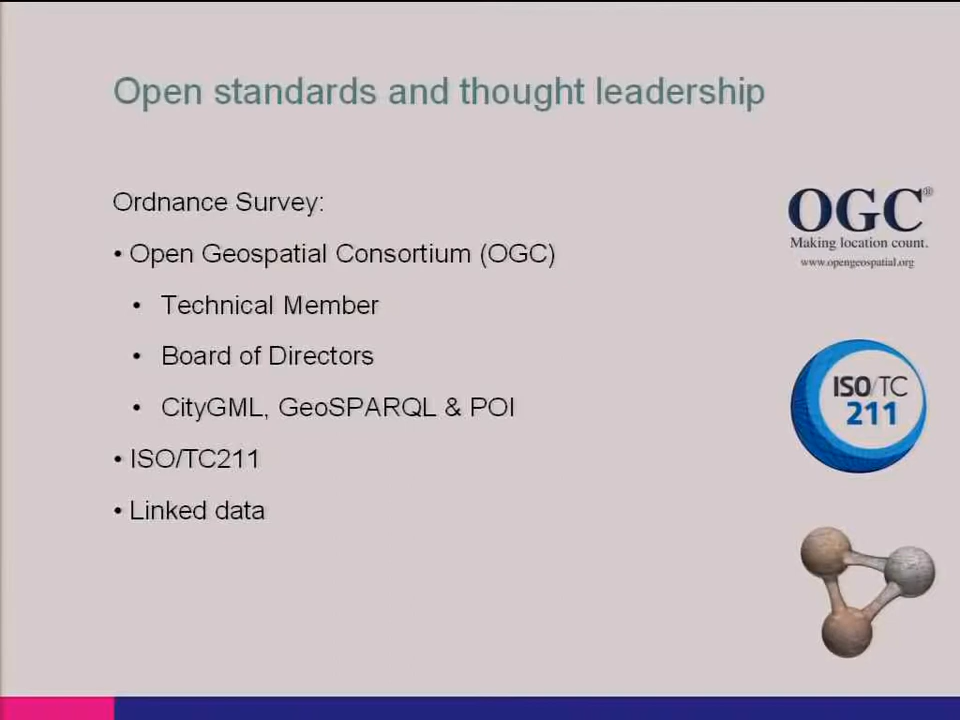 Open standards and thought leadership
Ordnance Survey:
• Open Geospatial Consortium (OGC)
• Technical Member
• Board of Directors
• CityGML, GeoSPARQL & POI
• ISO/TC211
• Linked data
OGC®
Making location count.
www.opengeospatial.org
ISO/TC
211